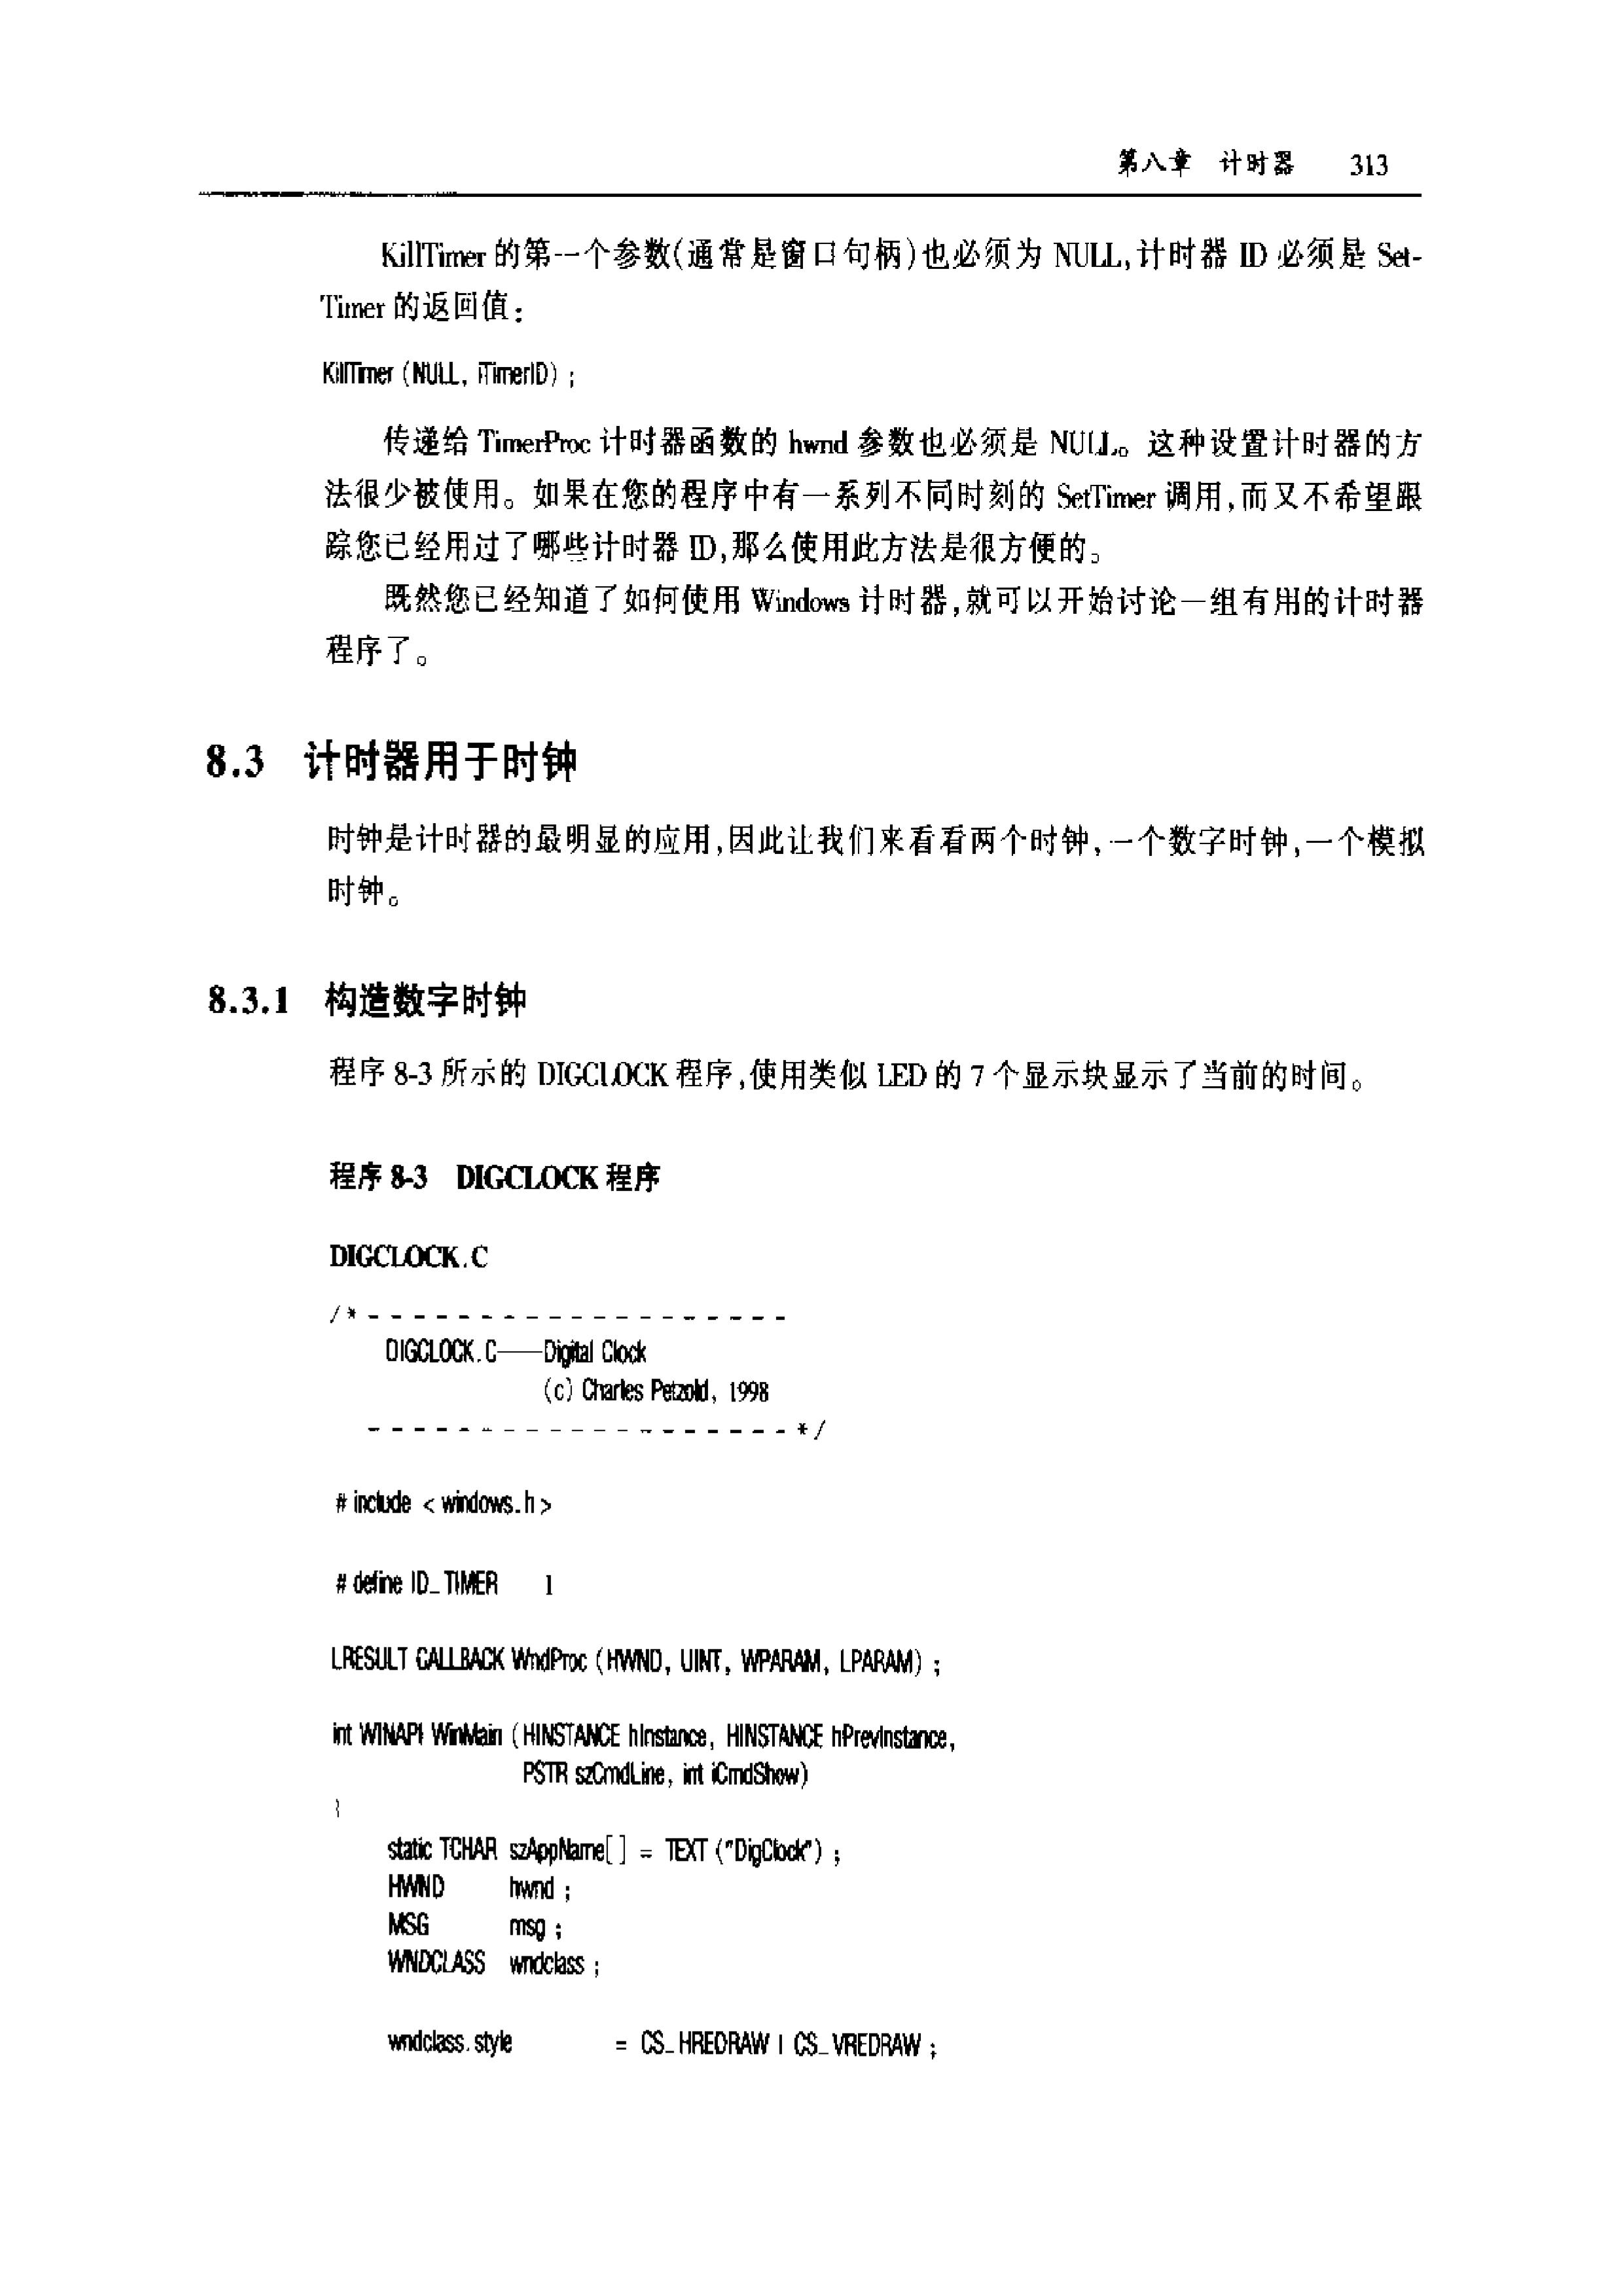 第八章 计时器 313
KillTimer 的第一个参数(通常是窗口句柄)也必须为 NULL,计时器 ID 必须是 Set-
Timer 的返回值:
KillTimer (NULL, iTimerID) ;
传递给 TimerProc 计时器函数的 hwnd 参数也必须是 NULL。这种设置计时器的方
法很少被使用。如果在您的程序中有一系列不同时刻的 SetTimer 调用,而又不希望跟
踪您已经用过了哪些计时器 ID,那么使用此方法是很方便的。
既然您已经知道了如何使用 Windows 计时器,就可以开始讨论一组有用的计时器
程序了。
8.3 计时器用于时钟
时钟是计时器的最明显的应用,因此让我们来看看两个时钟,一个数字时钟,一个模拟
时钟。
8.3.1 构造数字时钟
程序 8-3 所示的 DIGCLOCK 程序,使用类似 LED 的 7 个显示块显示了当前的时间。
程序 8-3 DIGCLOCK 程序
DIGCLOCK.C
/* - - - - - - - - - - - - - - - - - - -
DIGCLOCK.C——Digital Clock
(c) Charles Petzold, 1998
- - - - - - - - - - - - - - - - - - - */
# include < windows.h >
# define ID_TIMER 1
LRESULT CALLBACK WndProc (HWND, UINT, WPARAM, LPARAM) ;
int WINAPI WinMain (HINSTANCE hInstance, HINSTANCE hPrevInstance,
PSTR szCmdLine, int iCmdShow)
{
static TCHAR szAppName[ ] = TEXT ("DigClock") ;
HWND hwnd ;
MSG msg ;
WNDCLASS wndclass ;
wndclass.style = CS_HREDRAW | CS_VREDRAW ;